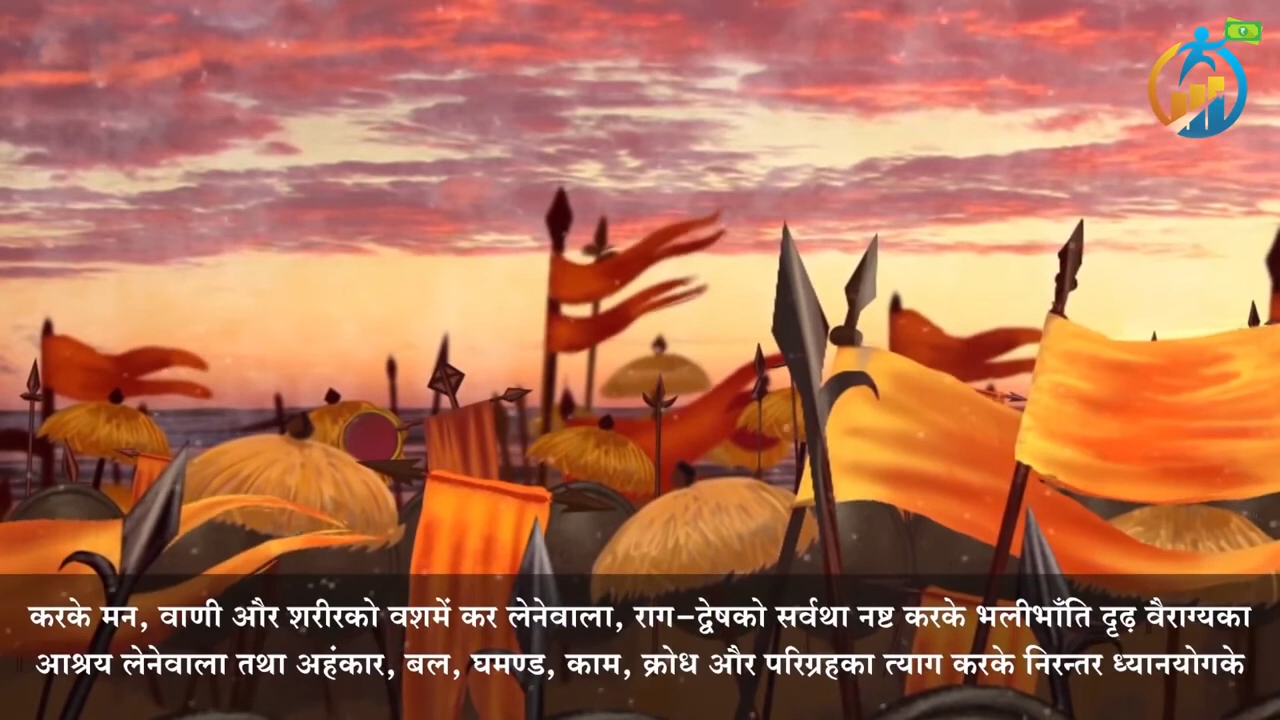 करके मन, वाणी और शरीरको वशमें कर लेनेवाला, राग–द्वेषको सर्वथा नष्ट करके भलीभाँति दृढ़ वैराग्यका
आश्रय लेनेवाला तथा अहंकार, बल, घमण्ड, काम, क्रोध और परिग्रहका त्याग करके निरन्तर ध्यानयोगके